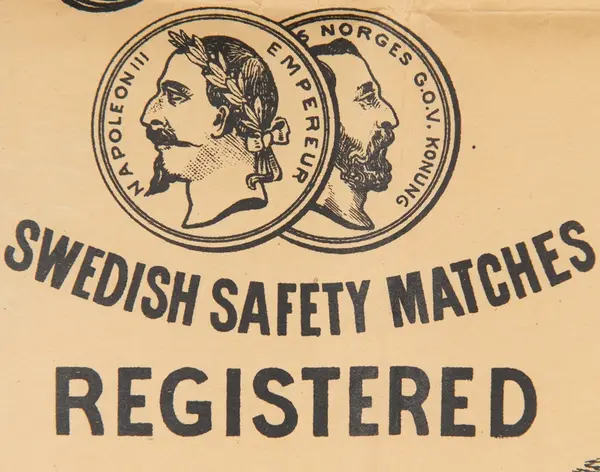 NAPOLEON III EMPEREUR
S NORGES G.O.V. KONUNG
SWEDISH SAFETY MATCHES
REGISTERED